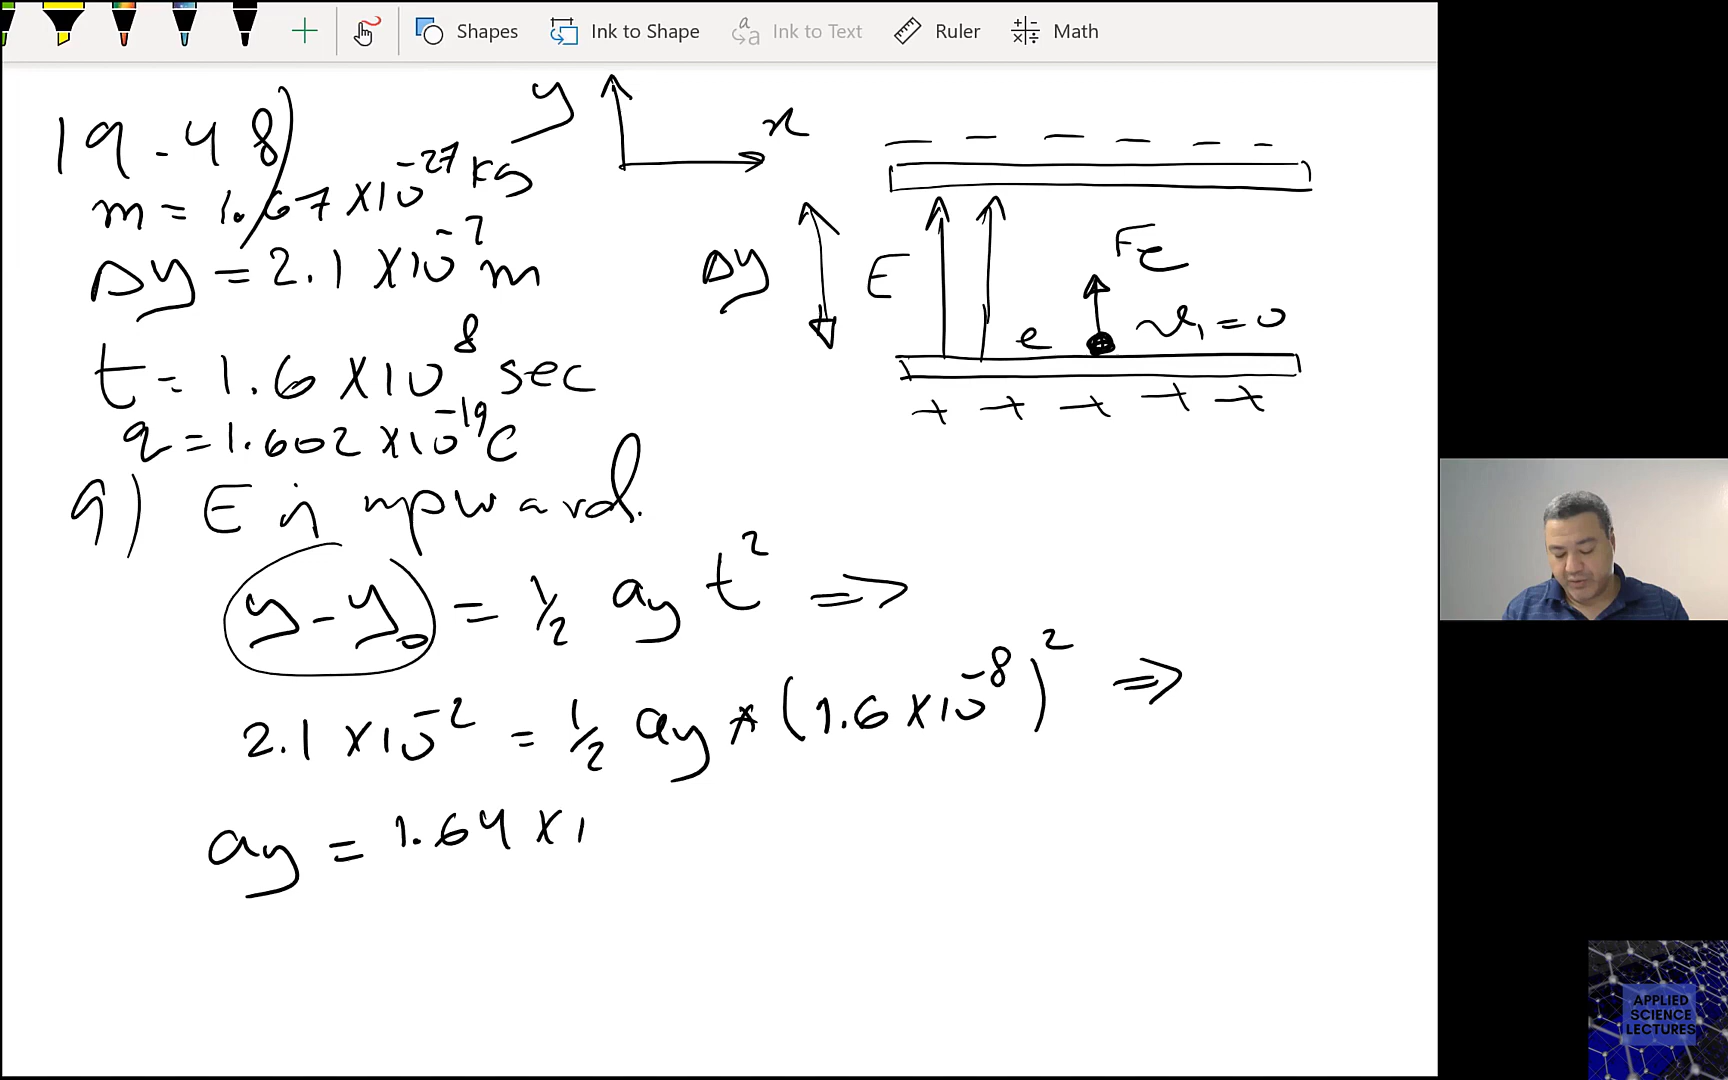 Shapes Ink to Shape Ink to Text Ruler Math
19-48)
m = 1.67 × 10⁻²⁷ kg
Δy = 2.1 × 10⁻² m
t = 1.6 × 10⁸ sec
q = 1.602 × 10⁻¹⁹ C
y
x
Δy
E
FE
e
v₁ = 0
+ + + + +
a) E is upward.
y - y₀ = ½ ay t² ⇒
2.1 × 10⁻² = ½ ay * (1.6 × 10⁻⁸)² ⇒
ay = 1.64 × 1
APPLIED
SCIENCE
LECTURES